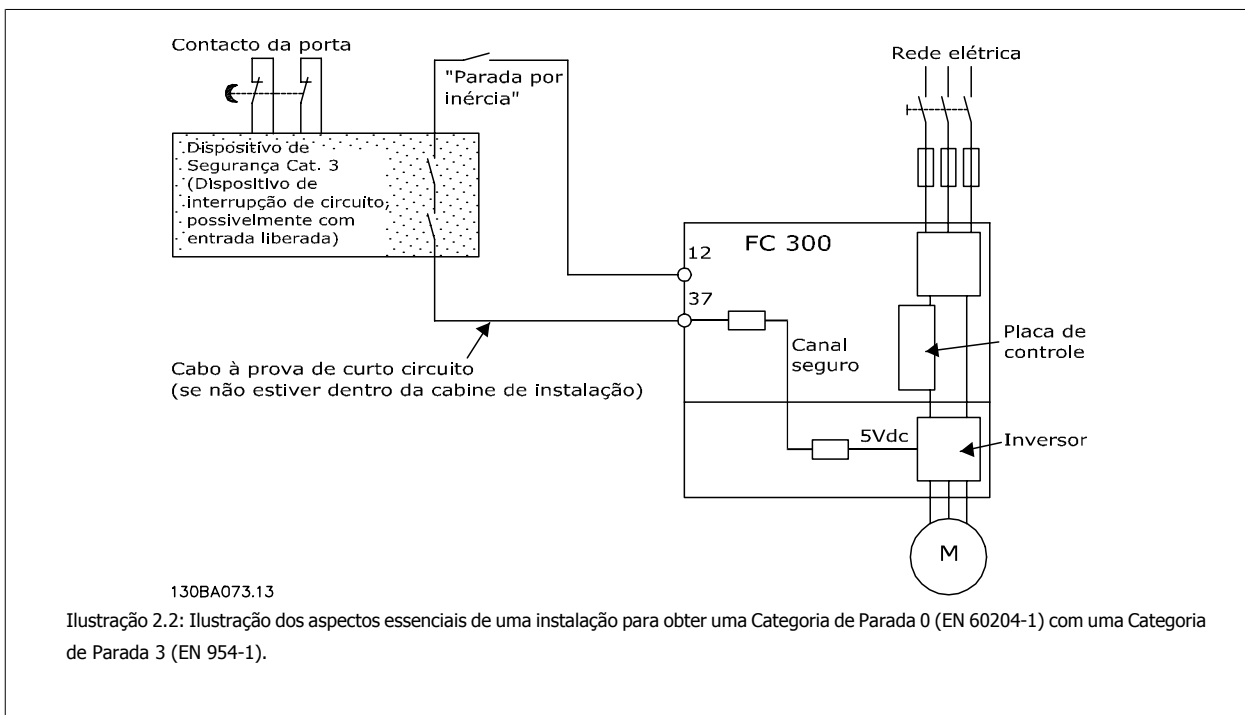 Contacto da porta
Rede elétrica
"Parada por
inércia"
Dispositivo de
Segurança Cat. 3
(Dispositivo de
interrupção de circuito,
possivelmente com
entrada liberada)
FC 300
12
37
Canal
seguro
Placa de
controle
Cabo à prova de curto circuito
(se não estiver dentro da cabine de instalação)
5Vdc
Inversor
M
130BA073.13
Ilustração 2.2: Ilustração dos aspectos essenciais de uma instalação para obter uma Categoria de Parada 0 (EN 60204-1) com uma Categoria
de Parada 3 (EN 954-1).